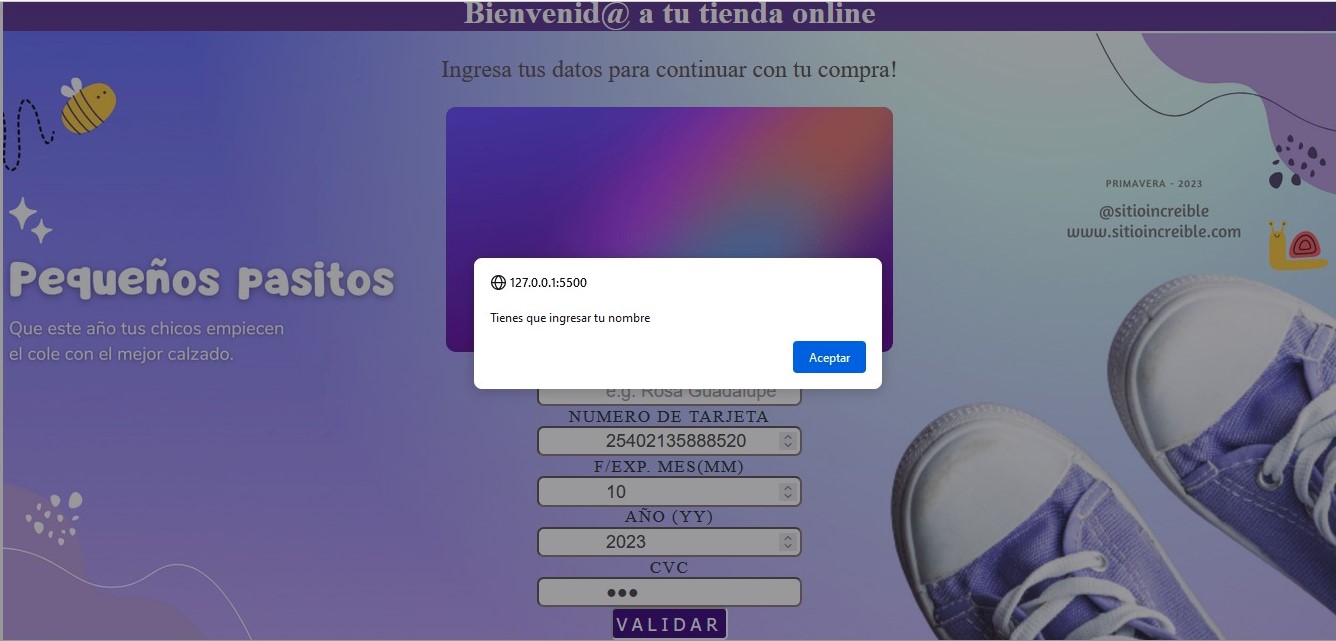 Bienvenid@ a tu tienda online
Ingresa tus datos para continuar con tu compra!
PRIMAVERA - 2023
@sitioincreible
www.sitioincreible.com
Pequeños pasitos
Que este año tus chicos empiecen
el cole con el mejor calzado.
127.0.0.1:5500
Tienes que ingresar tu nombre
Aceptar
e.g. Rosa Guadalupe
NUMERO DE TARJETA
25402135888520
F/EXP. MES(MM)
10
AÑO (YY)
2023
CVC
●●●
VALIDAR